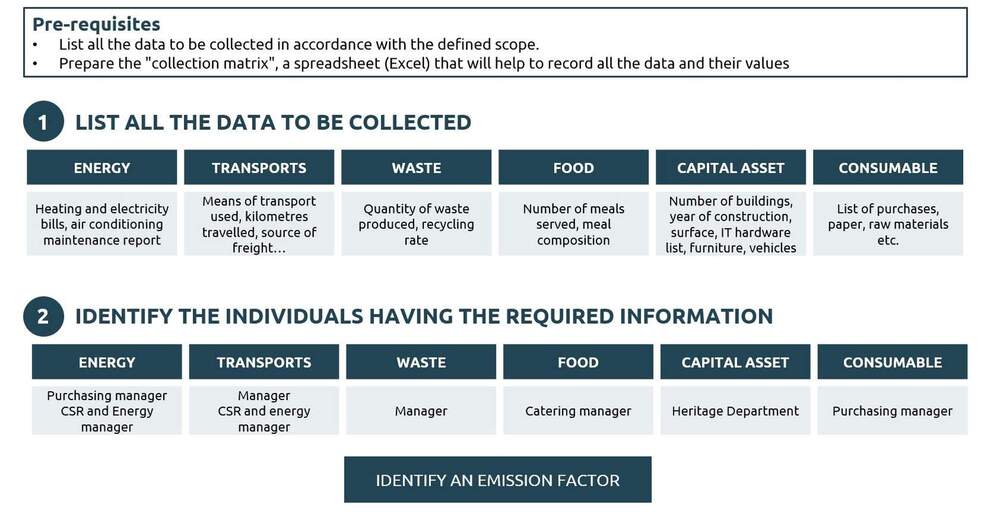 Pre-requisites
• List all the data to be collected in accordance with the defined scope.
• Prepare the "collection matrix", a spreadsheet (Excel) that will help to record all the data and their values
1 LIST ALL THE DATA TO BE COLLECTED
ENERGY
Heating and electricity
bills, air conditioning
maintenance report
TRANSPORTS
Means of transport
used, kilometres
travelled, source of
freight…
WASTE
Quantity of waste
produced, recycling
rate
FOOD
Number of meals
served, meal
composition
CAPITAL ASSET
Number of buildings,
year of construction,
surface, IT hardware
list, furniture, vehicles
CONSUMABLE
List of purchases,
paper, raw materials
etc.
2 IDENTIFY THE INDIVIDUALS HAVING THE REQUIRED INFORMATION
ENERGY
Purchasing manager
CSR and Energy
manager
TRANSPORTS
Manager
CSR and energy
manager
WASTE
Manager
FOOD
Catering manager
CAPITAL ASSET
Heritage Department
CONSUMABLE
Purchasing manager
IDENTIFY AN EMISSION FACTOR